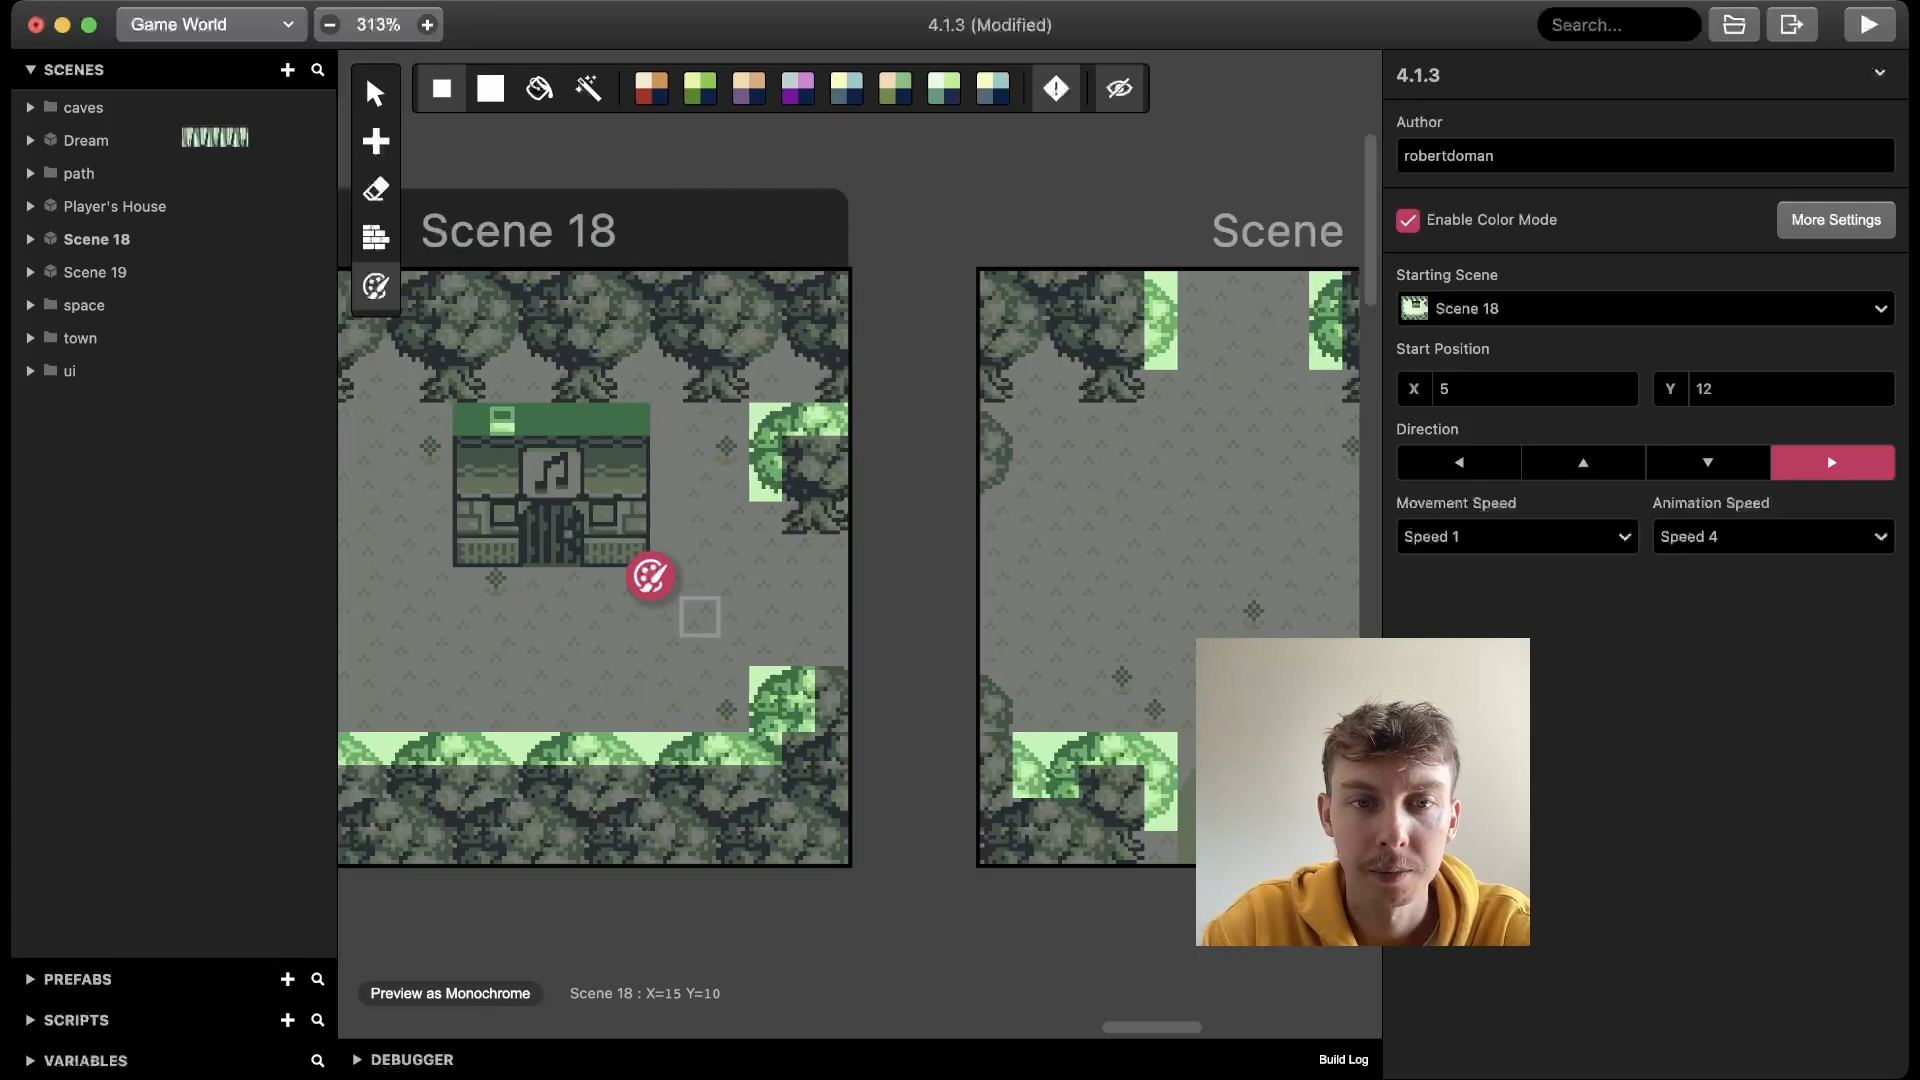 Game World
313%
4.1.3 (Modified)
Search...
SCENES
caves
Dream
path
Player's House
Scene 18
Scene 19
space
town
ui
PREFABS
SCRIPTS
VARIABLES
Scene 18
Scene
Preview as Monochrome
Scene 18 : X=15 Y=10
DEBUGGER
Build Log
4.1.3
Author
robertdoman
Enable Color Mode
More Settings
Starting Scene
Scene 18
Start Position
X 5
Y 12
Direction
Movement Speed
Animation Speed
Speed 1
Speed 4